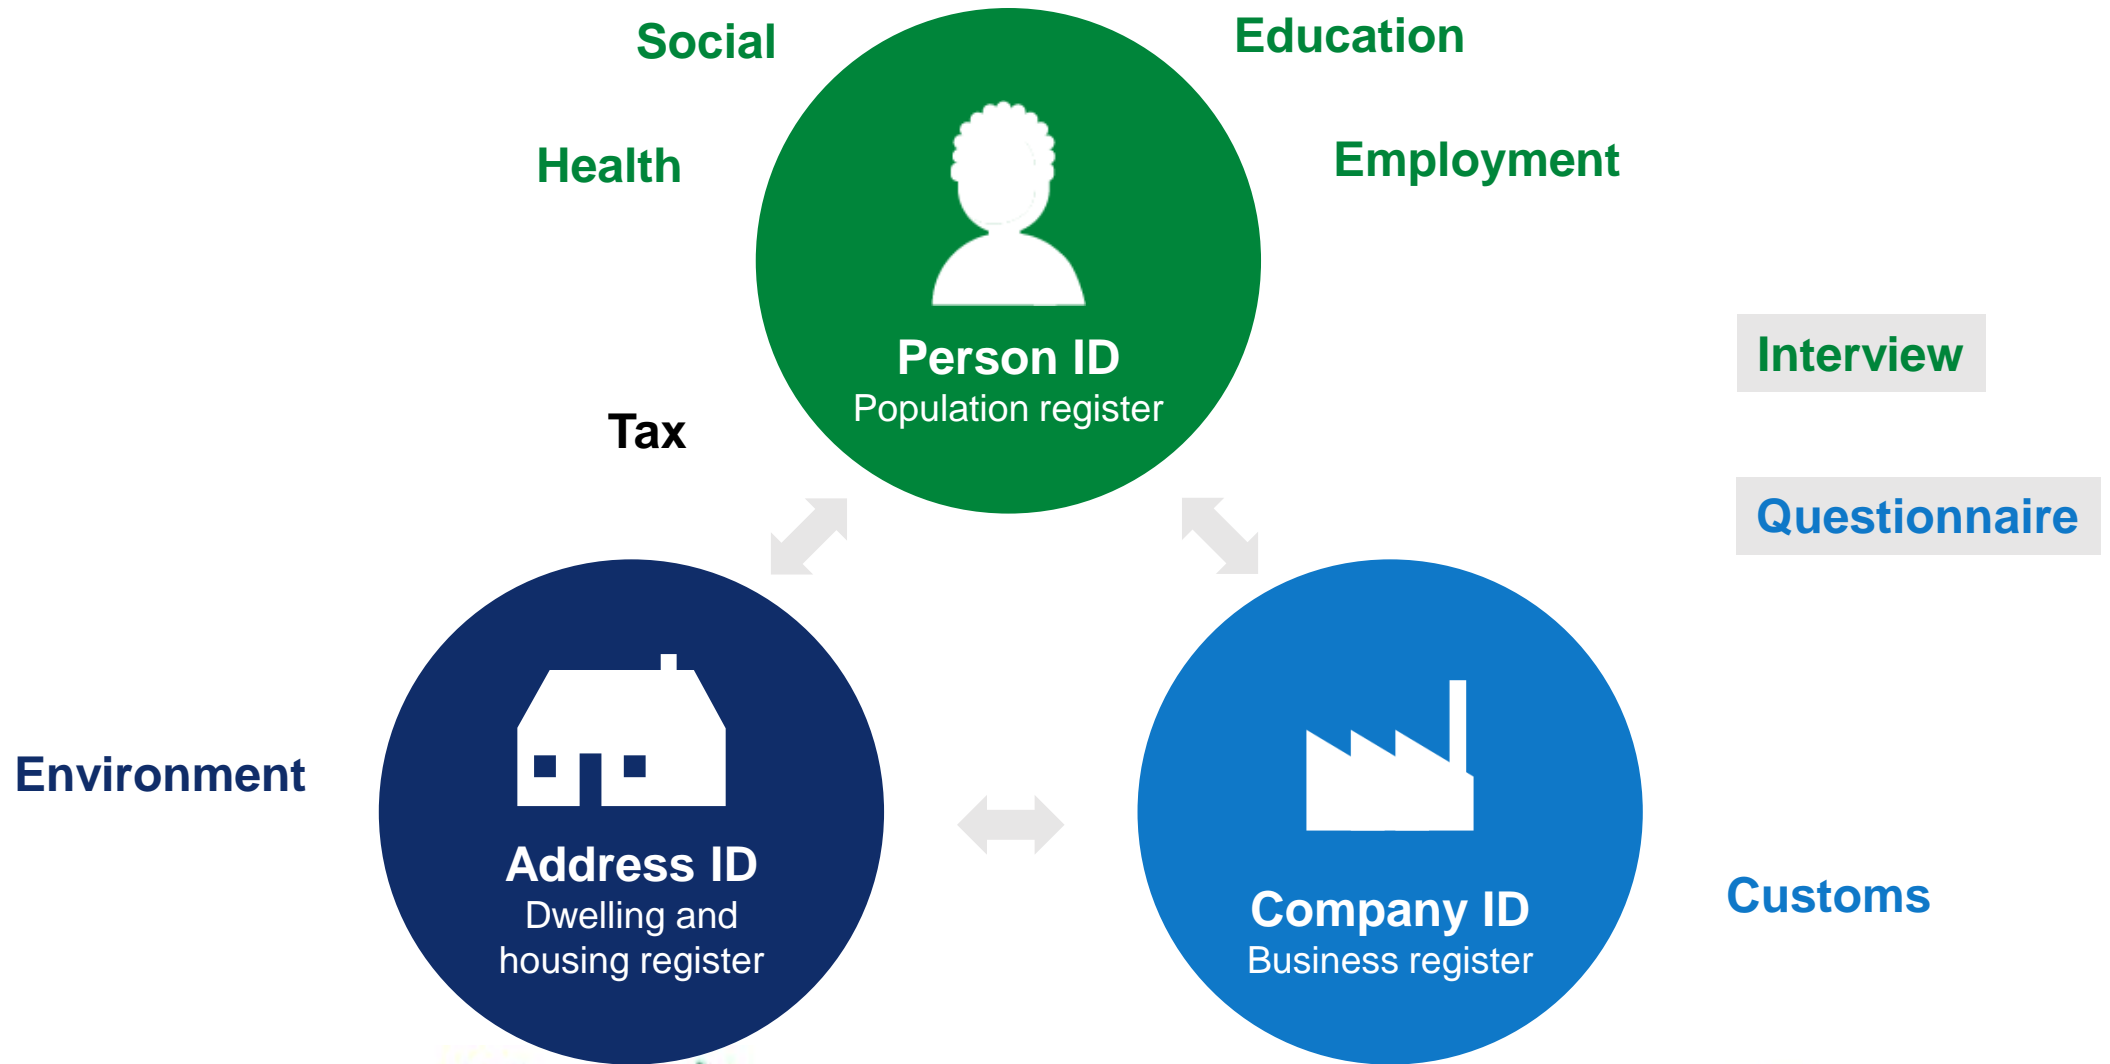 Social
Education
Health
Employment
Person ID
Population register
Interview
Tax
Questionnaire
Environment
Address ID
Dwelling and
housing register
Company ID
Business register
Customs